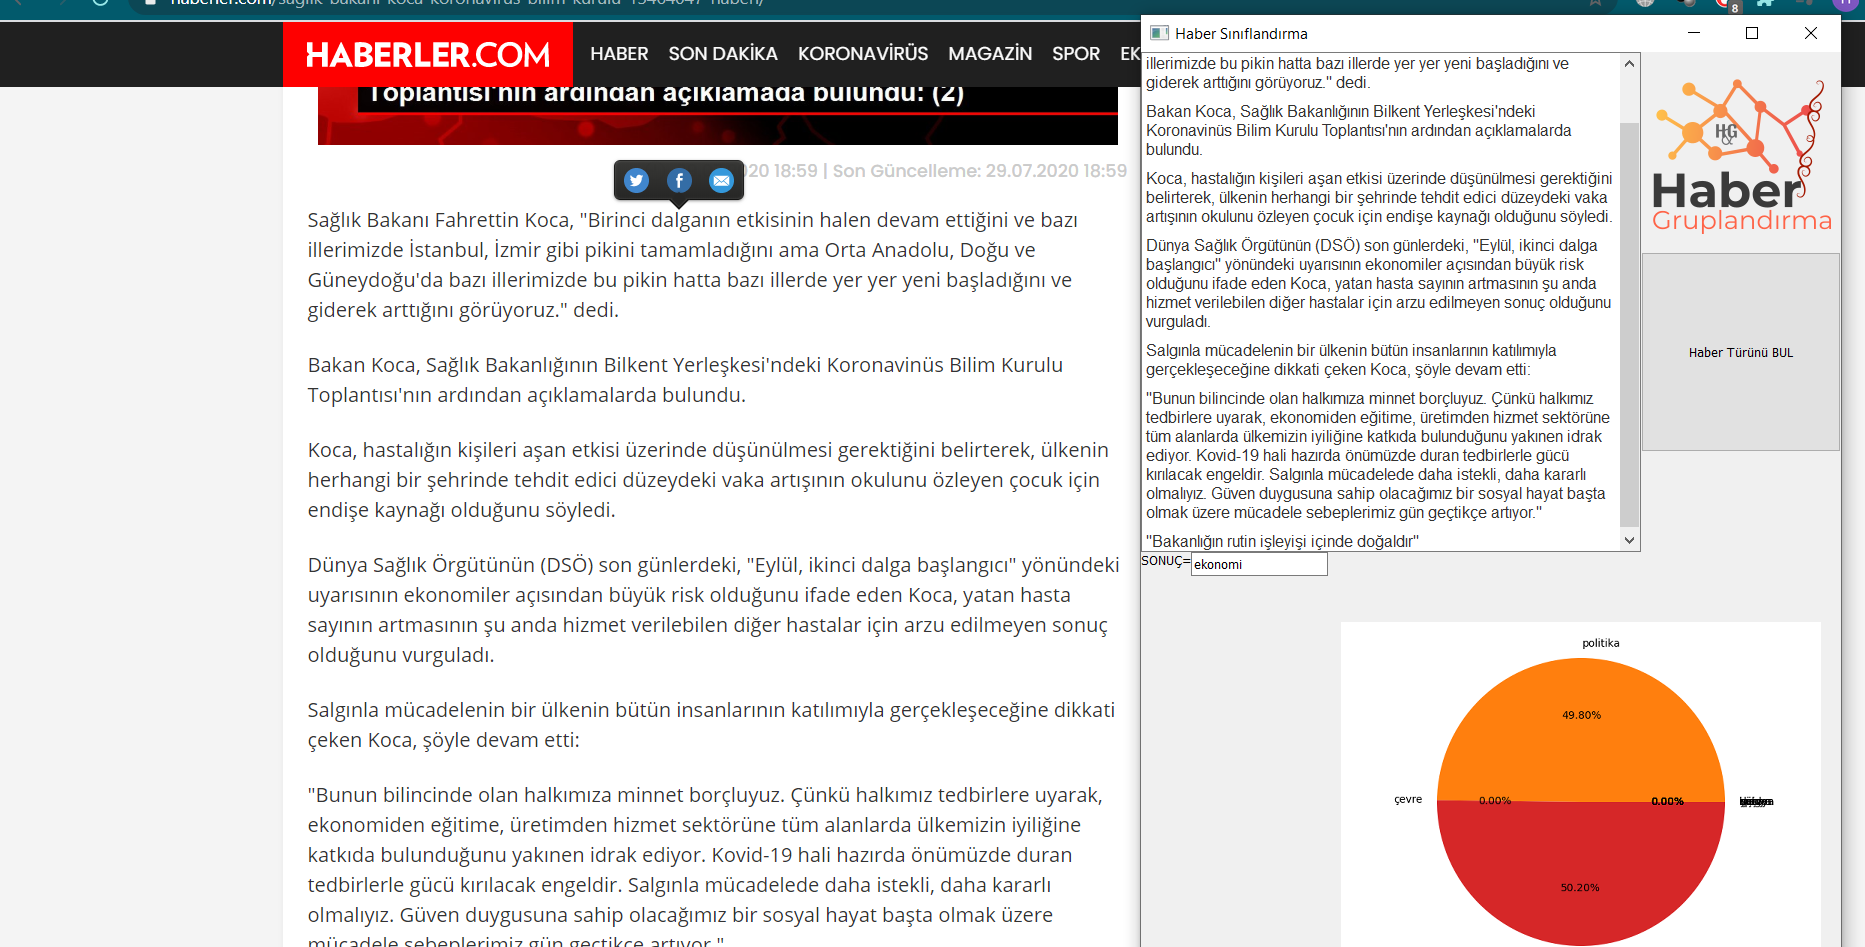 haberler.com/saglik-bakani-koca-koronavirus-bilim-kurulu-13464647-haberi/
8
HABERLER.COM
HABER SON DAKİKA KORONAVİRÜS MAGAZİN SPOR EK
Toplantısı'nın ardından açıklamada bulundu: (2)
020 18:59 | Son Güncelleme: 29.07.2020 18:59
Sağlık Bakanı Fahrettin Koca, "Birinci dalganın etkisinin halen devam ettiğini ve bazı
illerimizde İstanbul, İzmir gibi pikini tamamladığını ama Orta Anadolu, Doğu ve
Güneydoğu'da bazı illerimizde bu pikin hatta bazı illerde yer yer yeni başladığını ve
giderek arttığını görüyoruz." dedi.
Bakan Koca, Sağlık Bakanlığının Bilkent Yerleşkesi'ndeki Koronavinüs Bilim Kurulu
Toplantısı'nın ardından açıklamalarda bulundu.
Koca, hastalığın kişileri aşan etkisi üzerinde düşünülmesi gerektiğini belirterek, ülkenin
herhangi bir şehrinde tehdit edici düzeydeki vaka artışının okulunu özleyen çocuk için
endişe kaynağı olduğunu söyledi.
Dünya Sağlık Örgütünün (DSÖ) son günlerdeki, "Eylül, ikinci dalga başlangıcı" yönündeki
uyarısının ekonomiler açısından büyük risk olduğunu ifade eden Koca, yatan hasta
sayının artmasının şu anda hizmet verilebilen diğer hastalar için arzu edilmeyen sonuç
olduğunu vurguladı.
Salgınla mücadelenin bir ülkenin bütün insanlarının katılımıyla gerçekleşeceğine dikkati
çeken Koca, şöyle devam etti:
"Bunun bilincinde olan halkımıza minnet borçluyuz. Çünkü halkımız tedbirlere uyarak,
ekonomiden eğitime, üretimden hizmet sektörüne tüm alanlarda ülkemizin iyiliğine
katkıda bulunduğunu yakınen idrak ediyor. Kovid-19 hali hazırda önümüzde duran
tedbirlerle gücü kırılacak engeldir. Salgınla mücadelede daha istekli, daha kararlı
olmalıyız. Güven duygusuna sahip olacağımız bir sosyal hayat başta olmak üzere
mücadele sebeplerimiz gün geçtikçe artıyor."
Haber Sınıflandırma
illerimizde bu pikin hatta bazı illerde yer yer yeni başladığını ve
giderek arttığını görüyoruz." dedi.
Bakan Koca, Sağlık Bakanlığının Bilkent Yerleşkesi'ndeki
Koronavinüs Bilim Kurulu Toplantısı'nın ardından açıklamalarda
bulundu.
Koca, hastalığın kişileri aşan etkisi üzerinde düşünülmesi gerektiğini
belirterek, ülkenin herhangi bir şehrinde tehdit edici düzeydeki vaka
artışının okulunu özleyen çocuk için endişe kaynağı olduğunu söyledi.
Dünya Sağlık Örgütünün (DSÖ) son günlerdeki, "Eylül, ikinci dalga
başlangıcı" yönündeki uyarısının ekonomiler açısından büyük risk
olduğunu ifade eden Koca, yatan hasta sayının artmasının şu anda
hizmet verilebilen diğer hastalar için arzu edilmeyen sonuç olduğunu
vurguladı.
Salgınla mücadelenin bir ülkenin bütün insanlarının katılımıyla
gerçekleşeceğine dikkati çeken Koca, şöyle devam etti:
"Bunun bilincinde olan halkımıza minnet borçluyuz. Çünkü halkımız
tedbirlere uyarak, ekonomiden eğitime, üretimden hizmet sektörüne
tüm alanlarda ülkemizin iyiliğine katkıda bulunduğunu yakınen idrak
ediyor. Kovid-19 hali hazırda önümüzde duran tedbirlerle gücü
kırılacak engeldir. Salgınla mücadelede daha istekli, daha kararlı
olmalıyız. Güven duygusuna sahip olacağımız bir sosyal hayat başta
olmak üzere mücadele sebeplerimiz gün geçtikçe artıyor."
"Bakanlığın rutin işleyişi içinde doğaldır"
H&G
Haber
Gruplandırma
Haber Türünü BUL
SONUÇ= ekonomi
politika
49.80%
çevre
0.00%
0.00%
50.20%